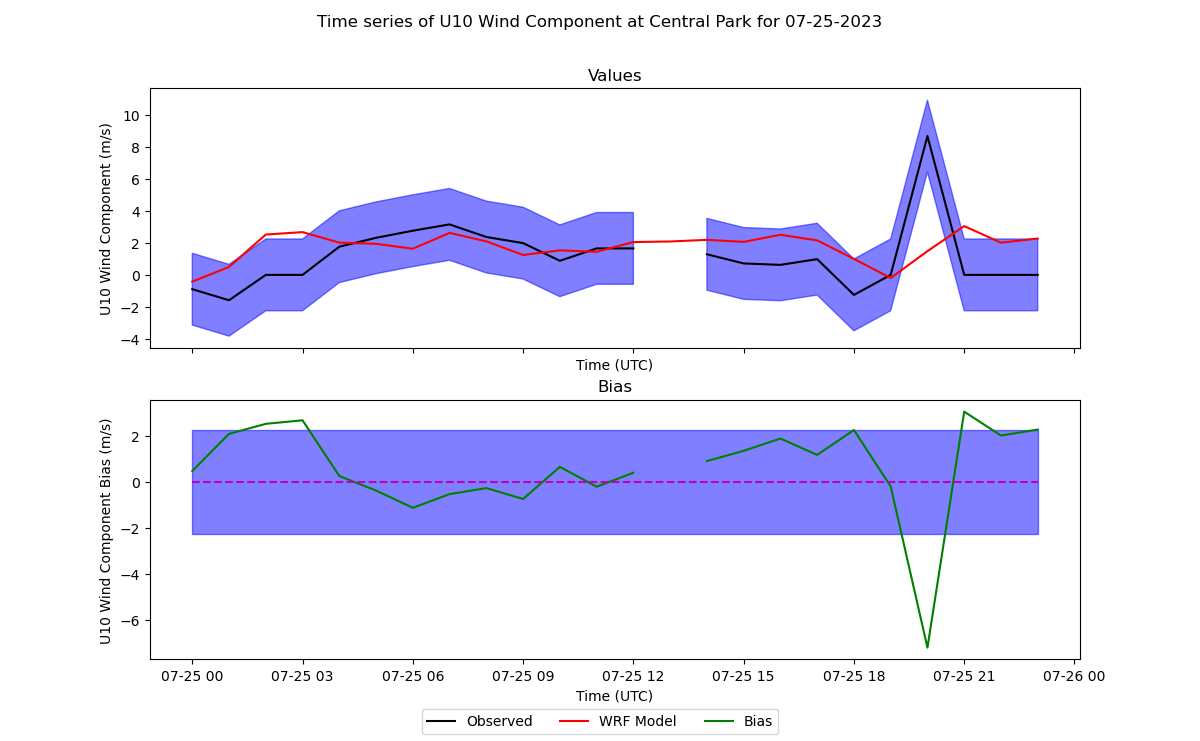 Time series of U10 Wind Component at Central Park for 07-25-2023
Values
U10 Wind Component (m/s)
10
8
6
4
2
0
−2
−4
Time (UTC)
Bias
U10 Wind Component Bias (m/s)
2
0
−2
−4
−6
07-25 00 07-25 03 07-25 06 07-25 09 07-25 12 07-25 15 07-25 18 07-25 21 07-26 00
Time (UTC)
Observed WRF Model Bias